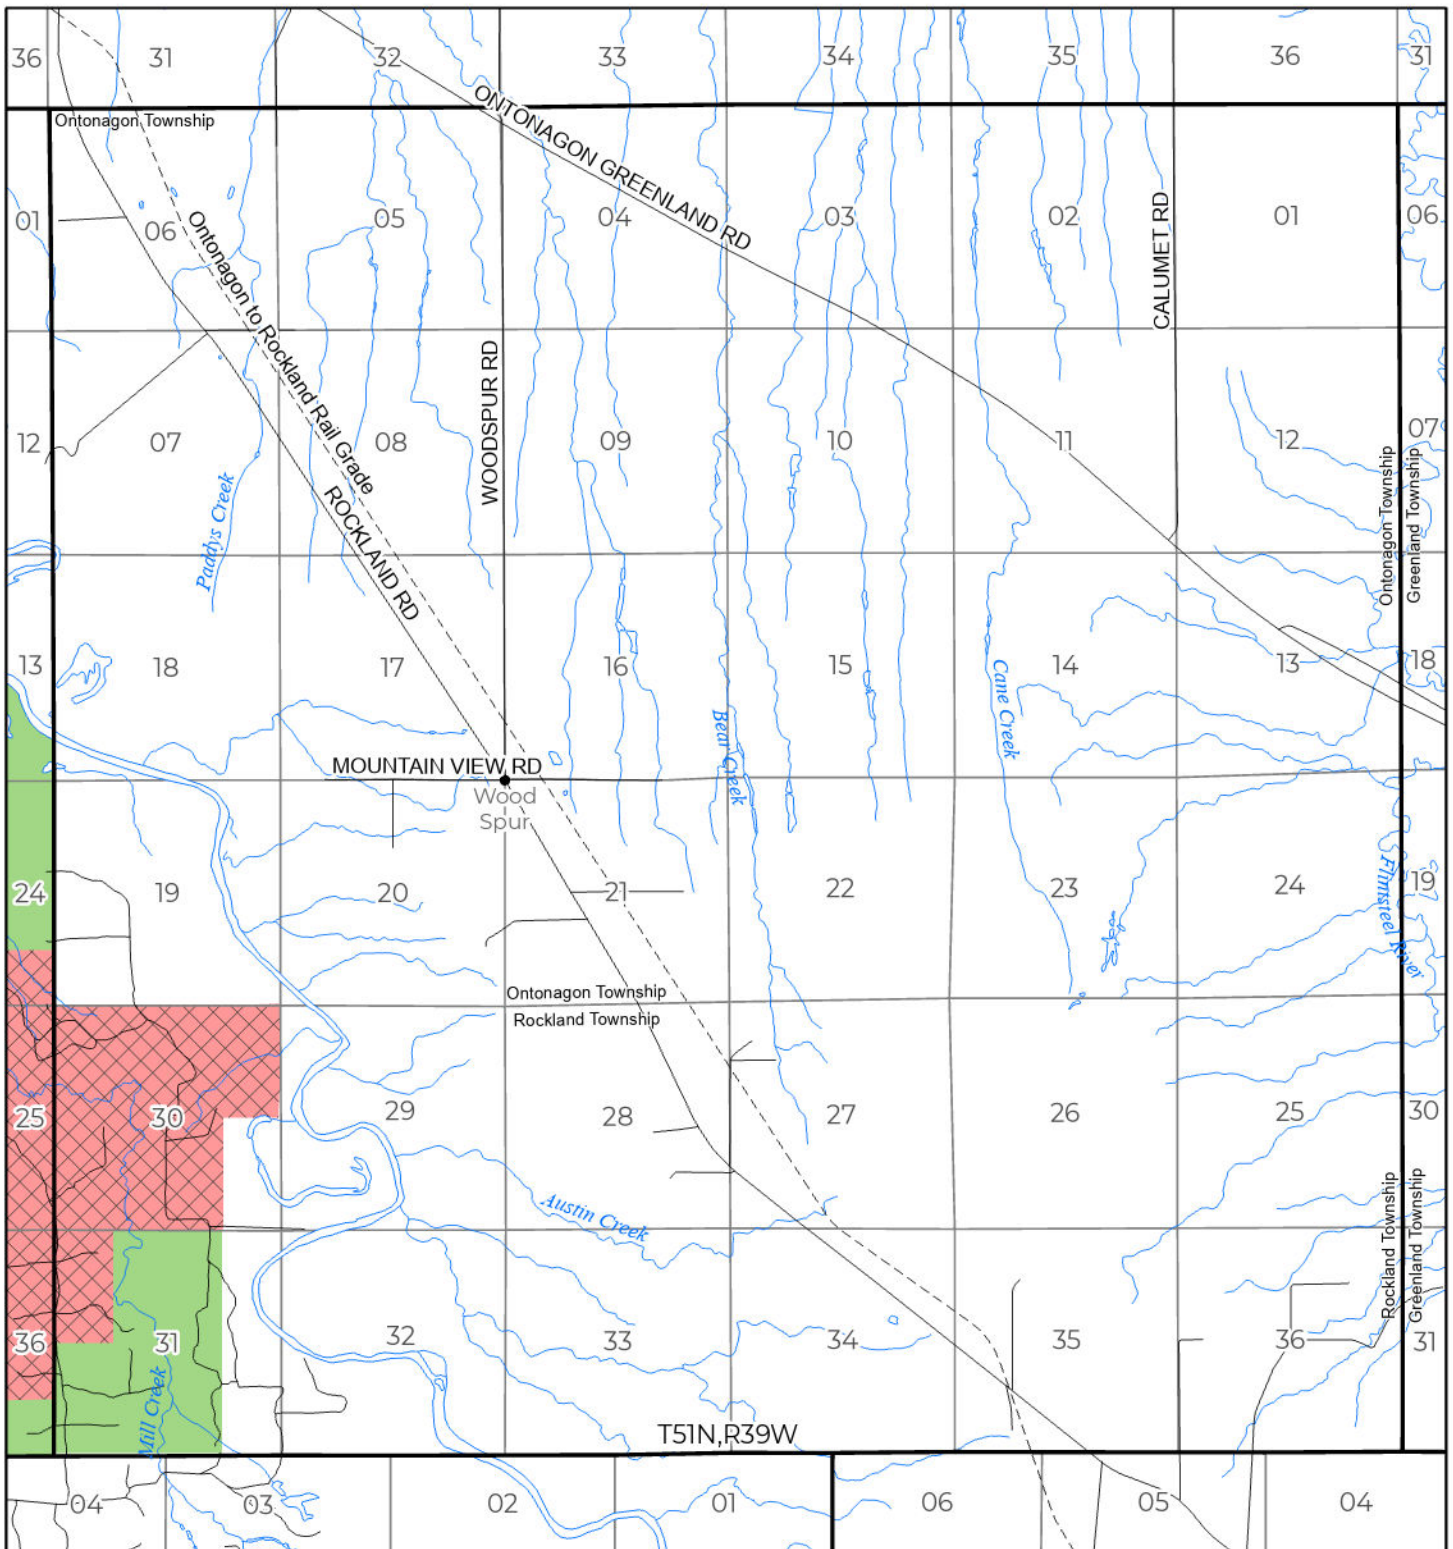 36 31 32 33 34 35 36 31
Ontonagon Township
ONTONAGON GREENLAND RD
01 06 05 04 03 02 01 06
CALUMET RD
Ontonagon to Rockland Rail Grade
WOODSPUR RD
12 07 08 09 10 11 12 07
Paddys Creek
ROCKLAND RD
Ontonagon Township
Greenland Township
13 18 17 16 15 14 13 18
Cane Creek
Bear Creek
MOUNTAIN VIEW RD
Wood
Spur
24 19 20 21 22 23 24 19
Flintsteel River
Ontonagon Township
Rockland Township
25 30 29 28 27 26 25 30
Austin Creek
Rockland Township
Greenland Township
36 31 32 33 34 35 36 31
Mill Creek
T51N,R39W
04 03 02 01 06 05 04